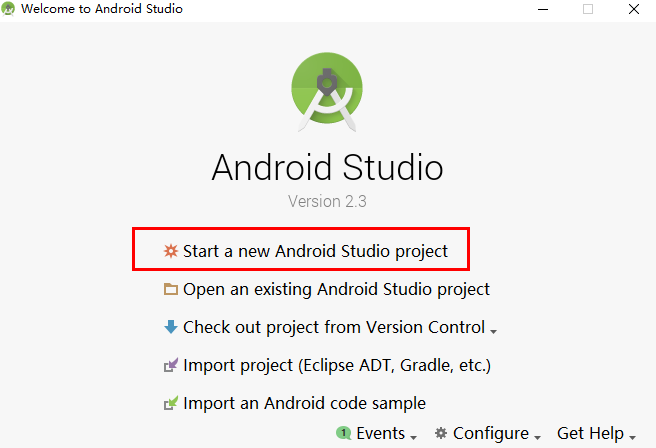 Welcome to Android Studio
Android Studio
Version 2.3
Start a new Android Studio project
Open an existing Android Studio project
Check out project from Version Control
Import project (Eclipse ADT, Gradle, etc.)
Import an Android code sample
1 Events Configure Get Help